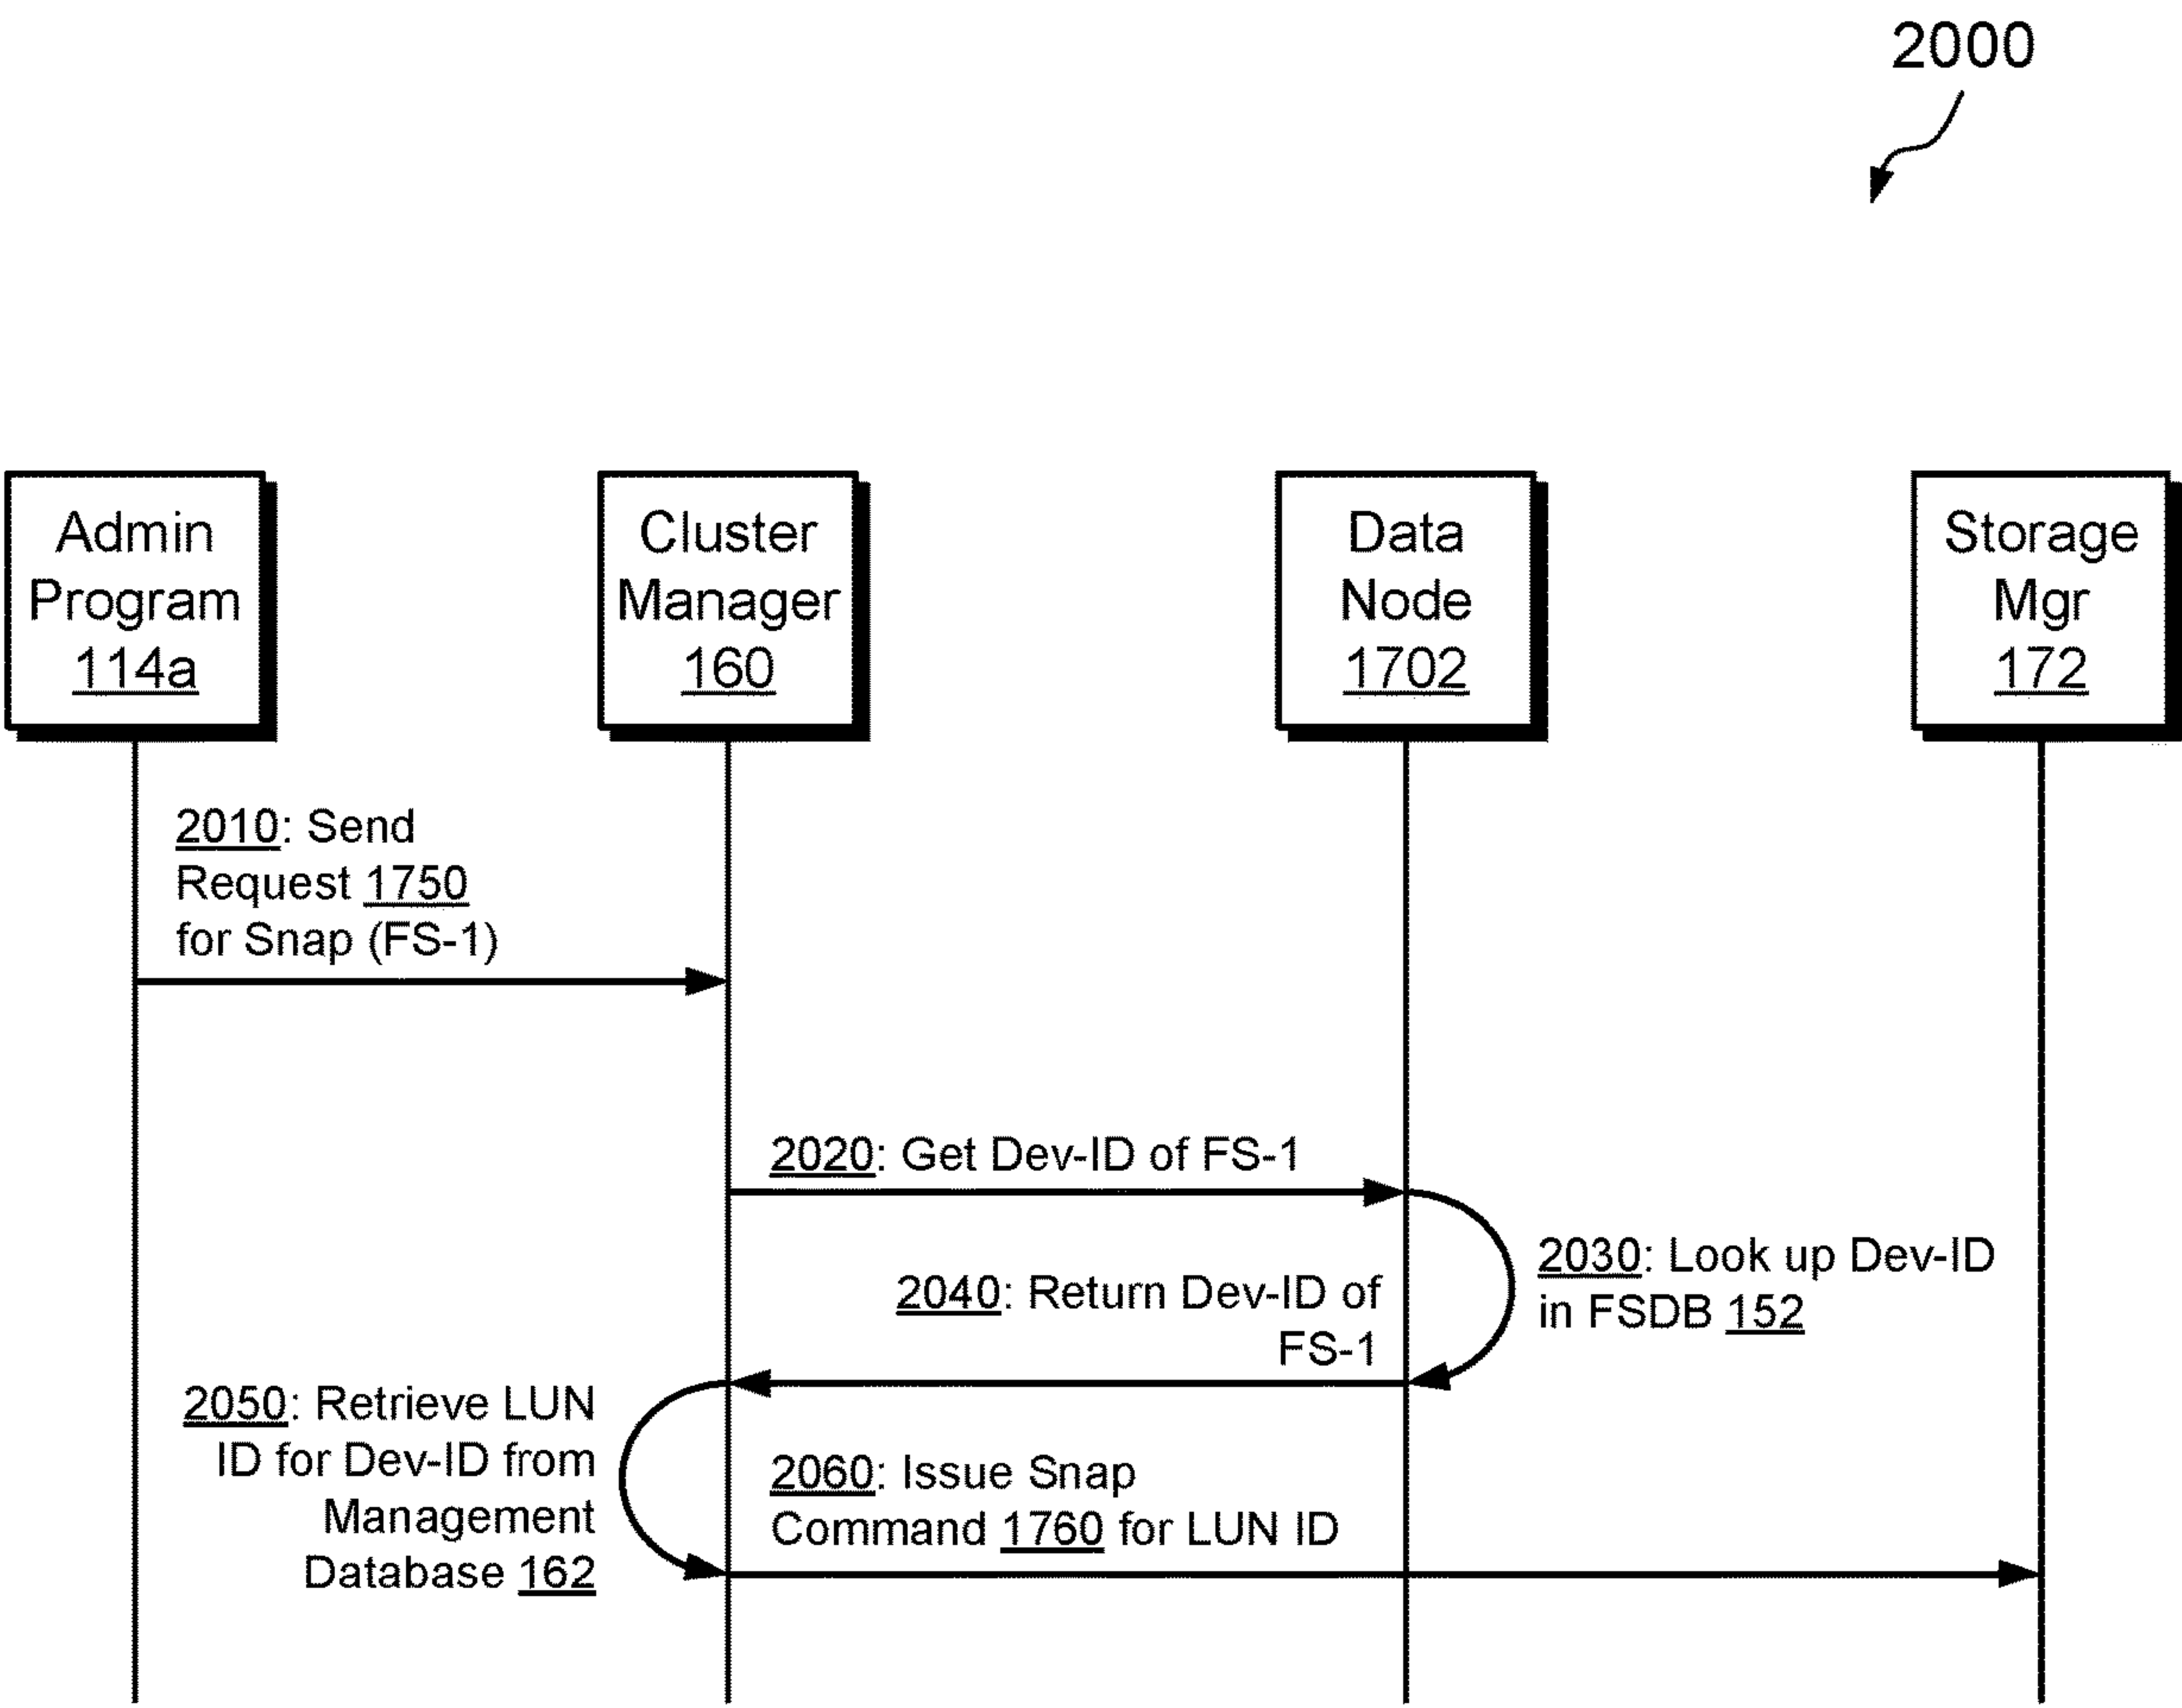 2000
Admin
Program
114a
Cluster
Manager
160
Data
Node
1702
Storage
Mgr
172
2010: Send
Request 1750
for Snap (FS-1)
2020: Get Dev-ID of FS-1
2030: Look up Dev-ID
in FSDB 152
2040: Return Dev-ID of
FS-1
2050: Retrieve LUN
ID for Dev-ID from
Management
Database 162
2060: Issue Snap
Command 1760 for LUN ID